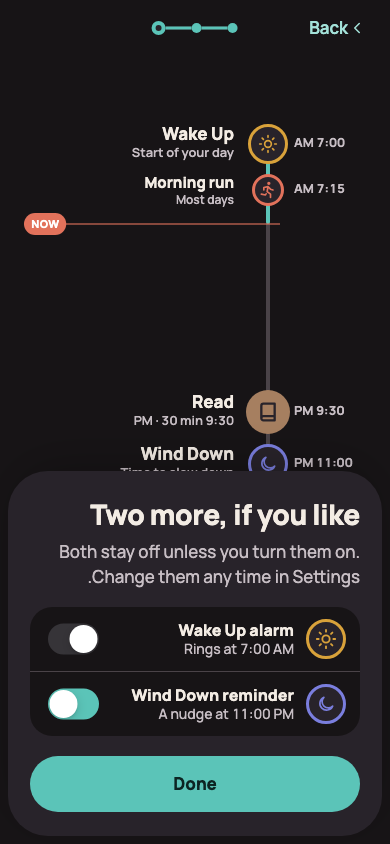 Back
Wake Up
Start of your day
AM 7:00
Morning run
Most days
AM 7:15
NOW
Read
PM · 30 min 9:30
PM 9:30
Wind Down
PM 11:00
Two more, if you like
Both stay off unless you turn them on.
.Change them any time in Settings
Wake Up alarm
Rings at 7:00 AM
Wind Down reminder
A nudge at 11:00 PM
Done